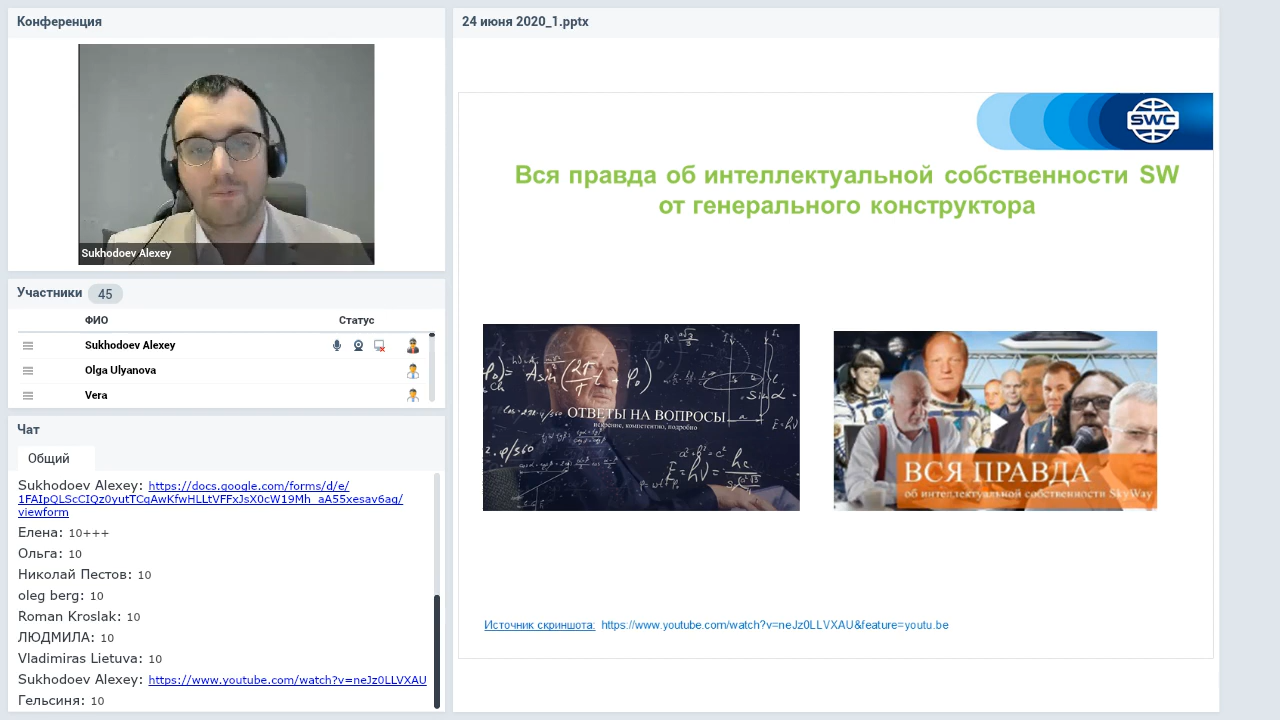 Конференция
Sukhodoev Alexey
Участники 45
ФИО Статус
Sukhodoev Alexey
Olga Ulyanova
Vera
Чат
Общий
Sukhodoev Alexey: https://docs.google.com/forms/d/e/
1FAIpQLScCIQz0yutTCqAwKfwHLLtVFFxJsX0cW19Mh_aA55xesav6ag/
viewform
Елена: 10+++
Ольга: 10
Николай Пестов: 10
oleg berg: 10
Roman Kroslak: 10
ЛЮДМИЛА: 10
Vladimiras Lietuva: 10
Sukhodoev Alexey: https://www.youtube.com/watch?v=neJz0LLVXAU
Гельсиня: 10
24 июня 2020_1.pptx
SWC
Вся правда об интеллектуальной собственности SW
от генерального конструктора
ОТВЕТЫ НА ВОПРОСЫ
искренне, компетентно, подробно
ВСЯ ПРАВДА
об интеллектуальной собственности SkyWay
Источник скриншота: https://www.youtube.com/watch?v=neJz0LLVXAU&feature=youtu.be